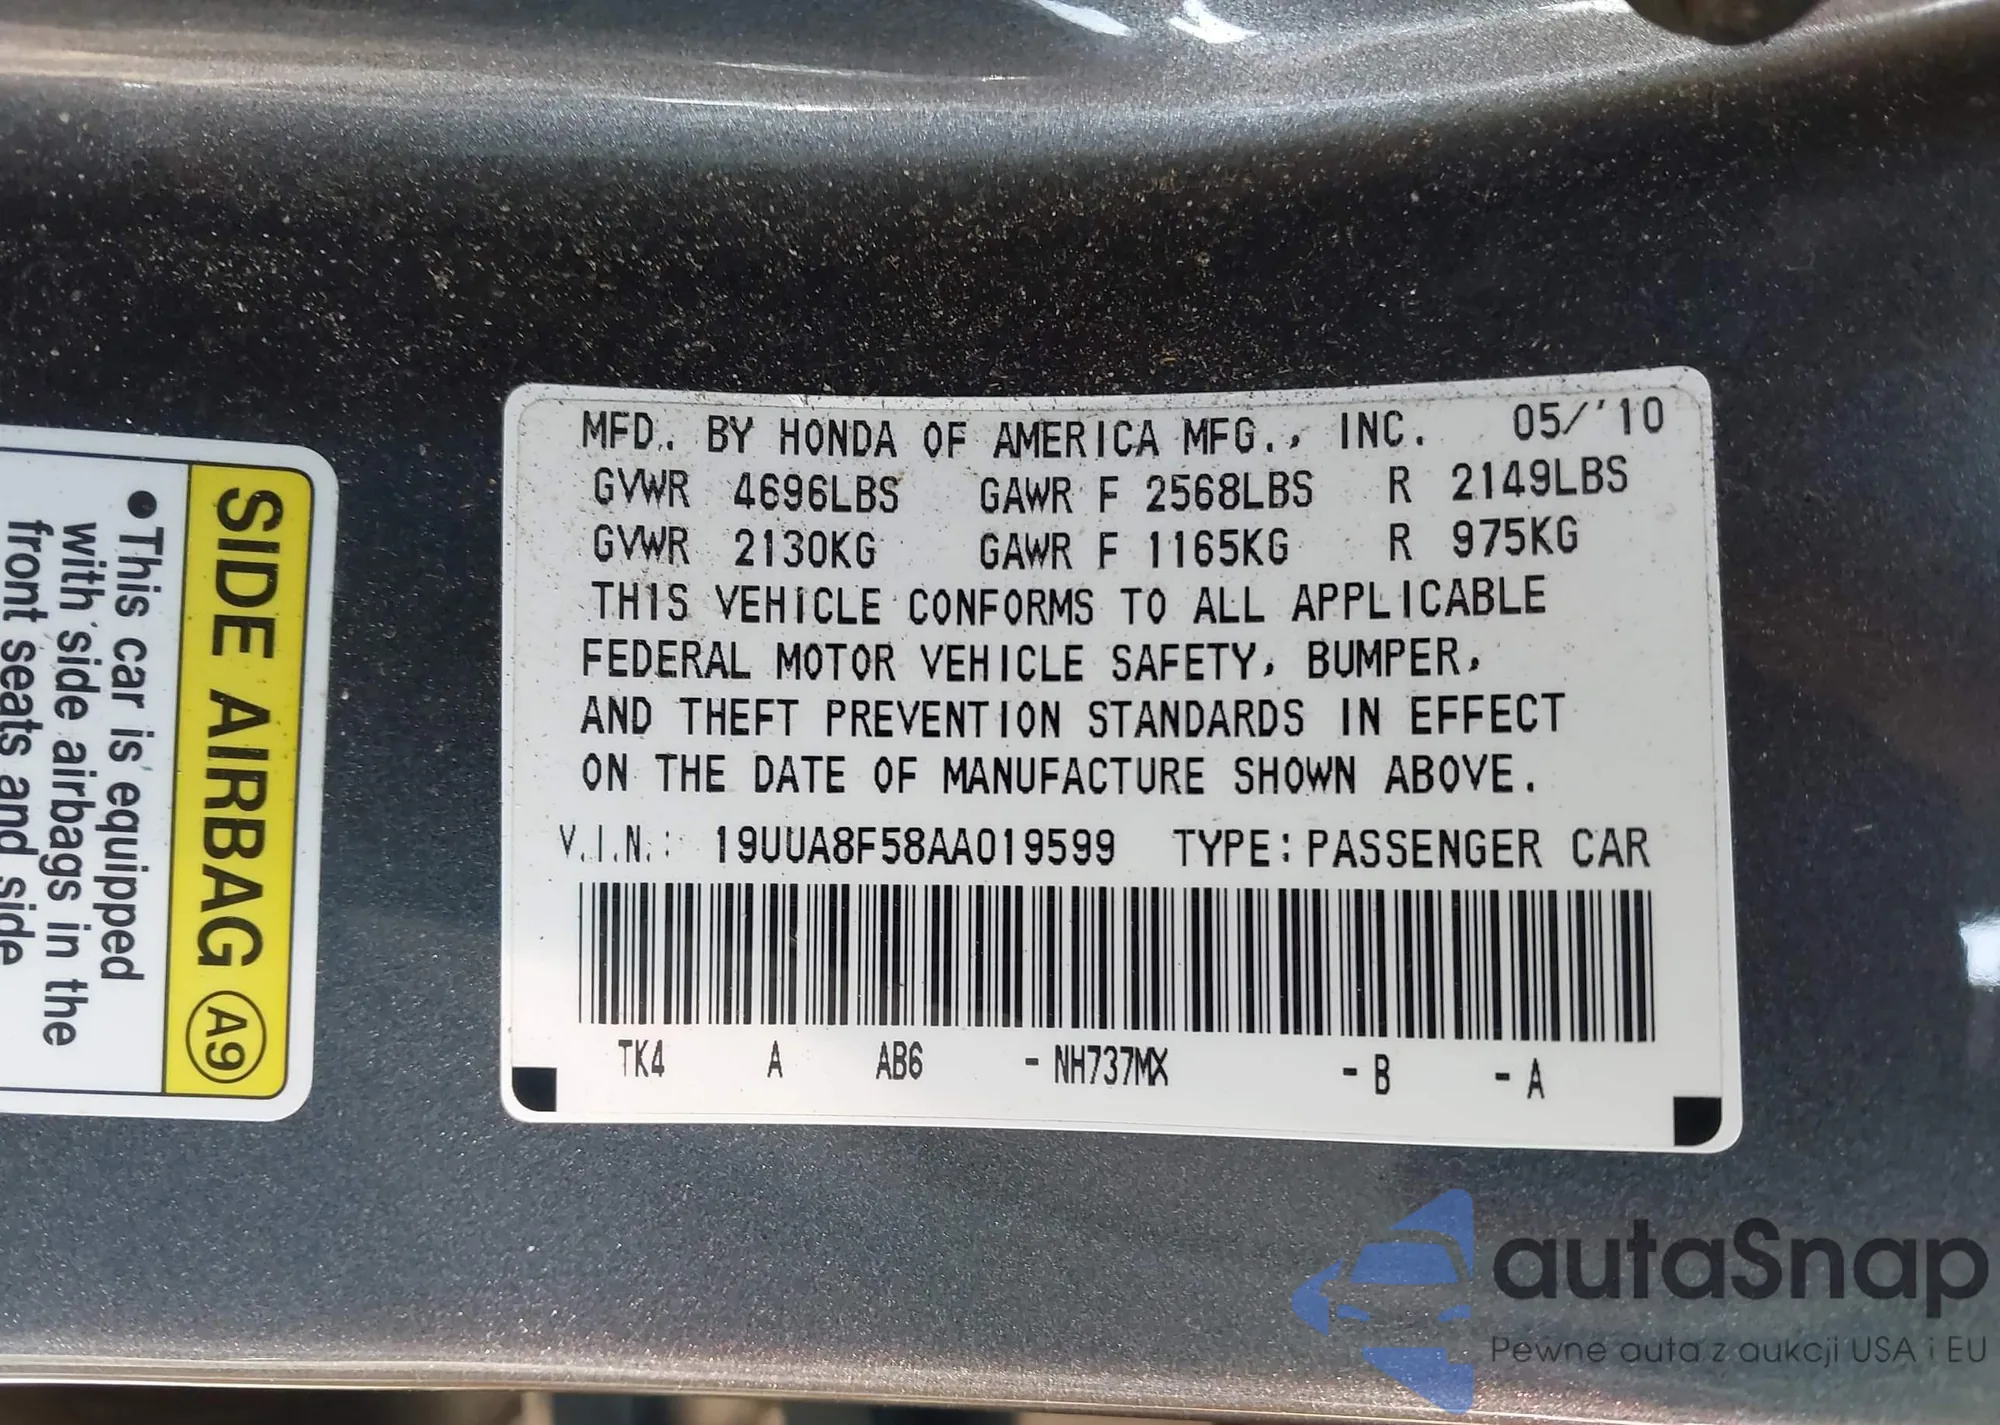 MFD. BY HONDA OF AMERICA MFG., INC. 05/'10
GVWR 4696LBS GAWR F 2568LBS R 2149LBS
GVWR 2130KG GAWR F 1165KG R 975KG
THIS VEHICLE CONFORMS TO ALL APPLICABLE
FEDERAL MOTOR VEHICLE SAFETY, BUMPER,
AND THEFT PREVENTION STANDARDS IN EFFECT
ON THE DATE OF MANUFACTURE SHOWN ABOVE.
V.I.N.: 19UUA8F58AA019599 TYPE:PASSENGER CAR
TK4 A AB6 -NH737MX -B -A
SIDE AIRBAG A9
•This car is equipped
with side airbags in the
front seats and side
autaSnap
Pewne auta z aukcji USA i EU